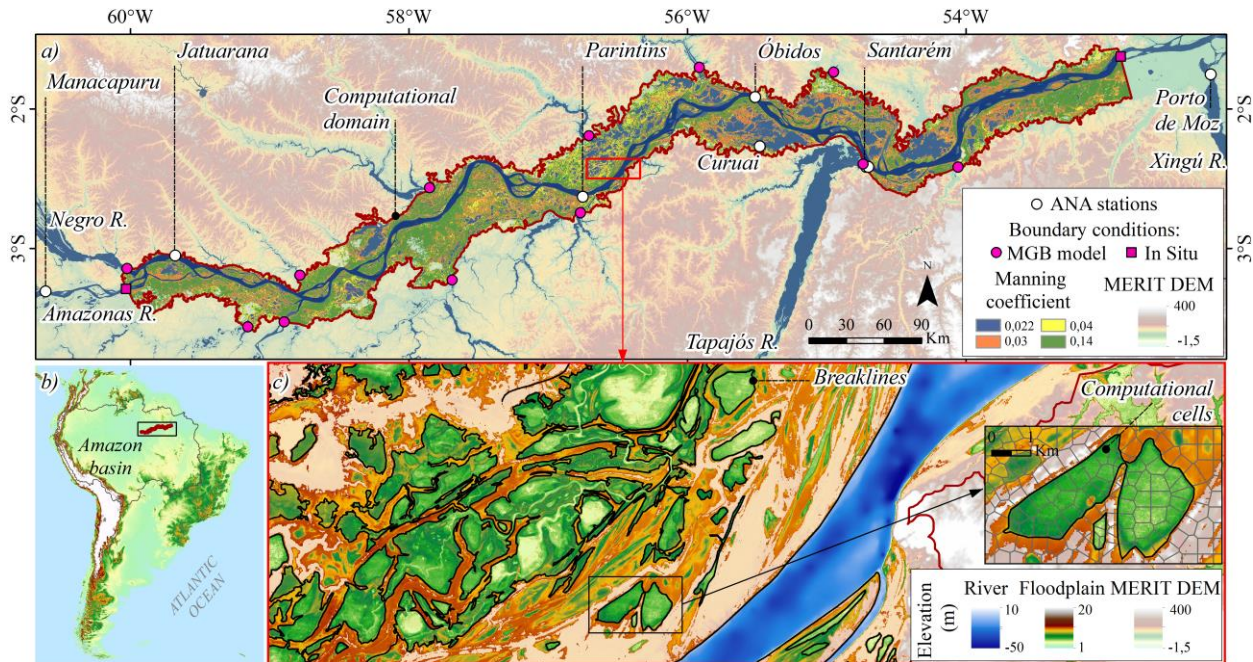 60°W
58°W
56°W
54°W
a)
Jatuarana
Parintins
Óbidos
Santarém
Manacapuru
Computational
domain
2°S
2°S
Porto
de Moz
Curuai
Xingú R.
Negro R.
3°S
3°S
Amazonas R.
Tapajós R.
N
0 30 60 90
Km
ANA stations
Boundary conditions:
MGB model
In Situ
Manning
coefficient
MERIT DEM
0,022
0,04
0,03
0,14
400
-1,5
b)
Amazon
basin
ATLANTIC
OCEAN
c)
Breaklines
Computational
cells
0 1
Km
Elevation
(m)
River
Floodplain
MERIT DEM
10
20
400
-50
1
-1,5